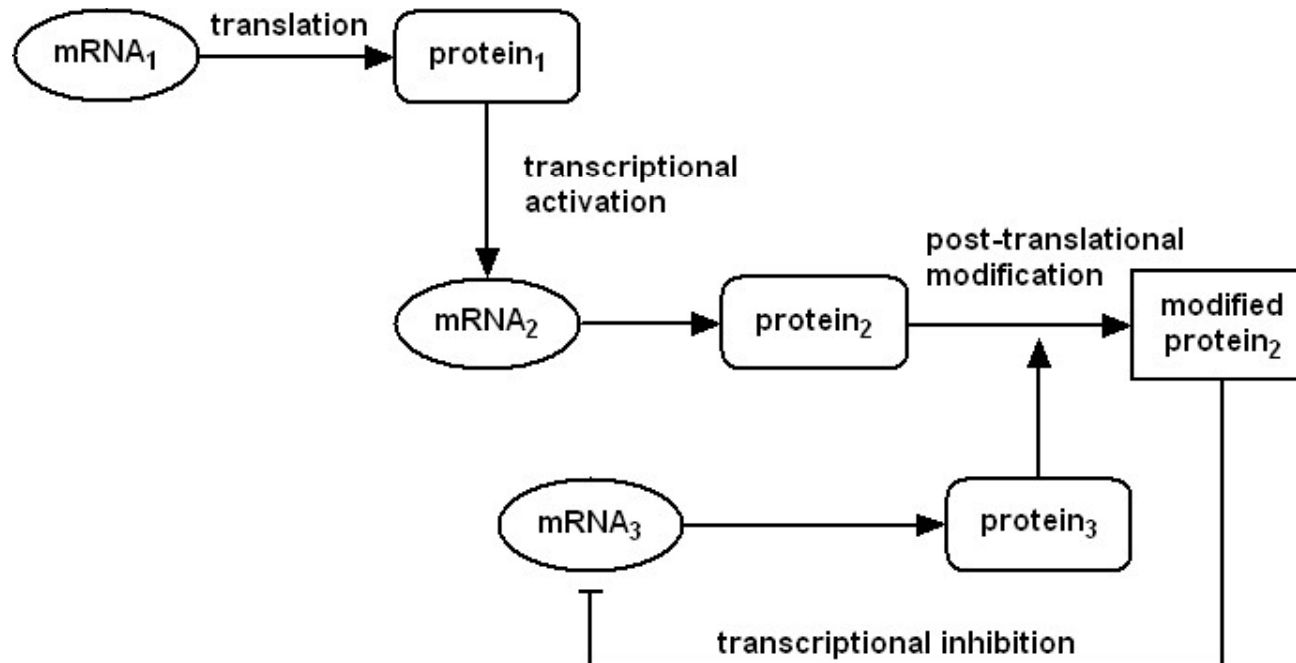 translation
mRNA₁
protein₁
transcriptional
activation
post-translational
modification
mRNA₂
protein₂
modified
protein₂
mRNA₃
protein₃
transcriptional inhibition